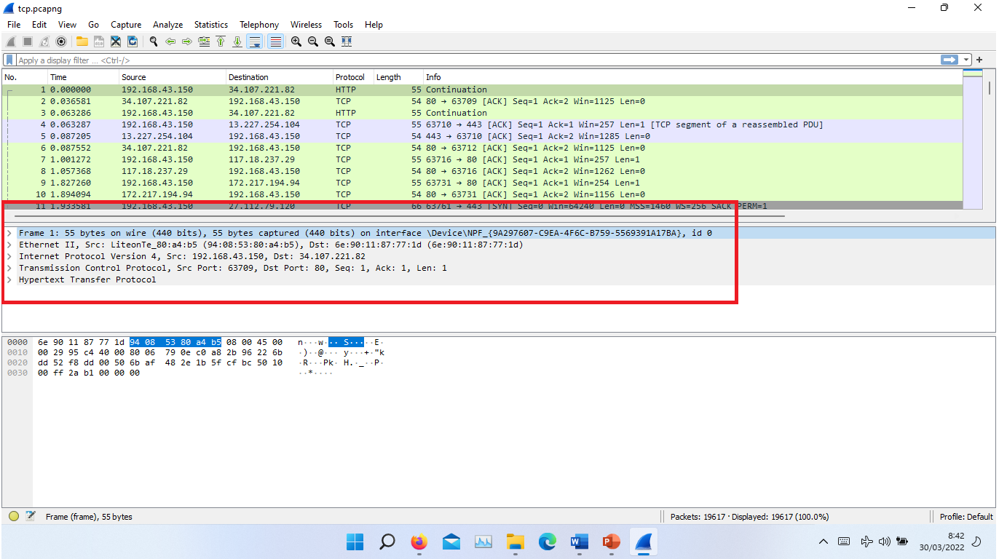 tcp.pcapng
File Edit View Go Capture Analyze Statistics Telephony Wireless Tools Help
Apply a display filter ... <Ctrl-/>
No. Time Source Destination Protocol Length Info
1 0.000000 192.168.43.150 34.107.221.82 HTTP 55 Continuation
2 0.036581 34.107.221.82 192.168.43.150 TCP 54 80 → 63709 [ACK] Seq=1 Ack=2 Win=1125 Len=0
3 0.063286 192.168.43.150 34.107.221.82 HTTP 55 Continuation
4 0.063287 192.168.43.150 13.227.254.104 TCP 55 63710 → 443 [ACK] Seq=1 Ack=1 Win=257 Len=1 [TCP segment of a reassembled PDU]
5 0.087205 13.227.254.104 192.168.43.150 TCP 54 443 → 63710 [ACK] Seq=1 Ack=2 Win=1285 Len=0
6 0.087552 34.107.221.82 192.168.43.150 TCP 54 80 → 63712 [ACK] Seq=1 Ack=2 Win=1125 Len=0
7 1.001272 192.168.43.150 117.18.237.29 TCP 55 63716 → 80 [ACK] Seq=1 Ack=1 Win=257 Len=1
8 1.057368 117.18.237.29 192.168.43.150 TCP 54 80 → 63716 [ACK] Seq=1 Ack=2 Win=1262 Len=0
9 1.827260 192.168.43.150 172.217.194.94 TCP 55 63731 → 80 [ACK] Seq=1 Ack=1 Win=254 Len=1
10 1.894094 172.217.194.94 192.168.43.150 TCP 54 80 → 63731 [ACK] Seq=1 Ack=2 Win=1156 Len=0
11 1.933581 192.168.43.150 27.112.79.120 TCP 66 63761 → 443 [SYN] Seq=0 Win=64240 Len=0 MSS=1460 WS=256 SACK_PERM=1
Frame 1: 55 bytes on wire (440 bits), 55 bytes captured (440 bits) on interface \Device\NPF_{9A297607-C9EA-4F6C-B759-5569391A17BA}, id 0
Ethernet II, Src: LiteonTe_80:a4:b5 (94:08:53:80:a4:b5), Dst: 6e:90:11:87:77:1d (6e:90:11:87:77:1d)
Internet Protocol Version 4, Src: 192.168.43.150, Dst: 34.107.221.82
Transmission Control Protocol, Src Port: 63709, Dst Port: 80, Seq: 1, Ack: 1, Len: 1
Hypertext Transfer Protocol
0000 6e 90 11 87 77 1d 94 08 53 80 a4 b5 08 00 45 00 n···w··· S·····E·
0010 00 29 95 c4 40 00 80 06 79 0e c0 a8 2b 96 22 6b ·)··@··· y···+·"k
0020 dd 52 f8 dd 00 50 6b af 48 2e 1b 5f cf bc 50 10 ·R···Pk· H.·_··P·
0030 00 ff 2a b1 00 00 00 ··*····
Frame (frame), 55 bytes
Packets: 19617 · Displayed: 19617 (100.0%)
Profile: Default
8:42
30/03/2022